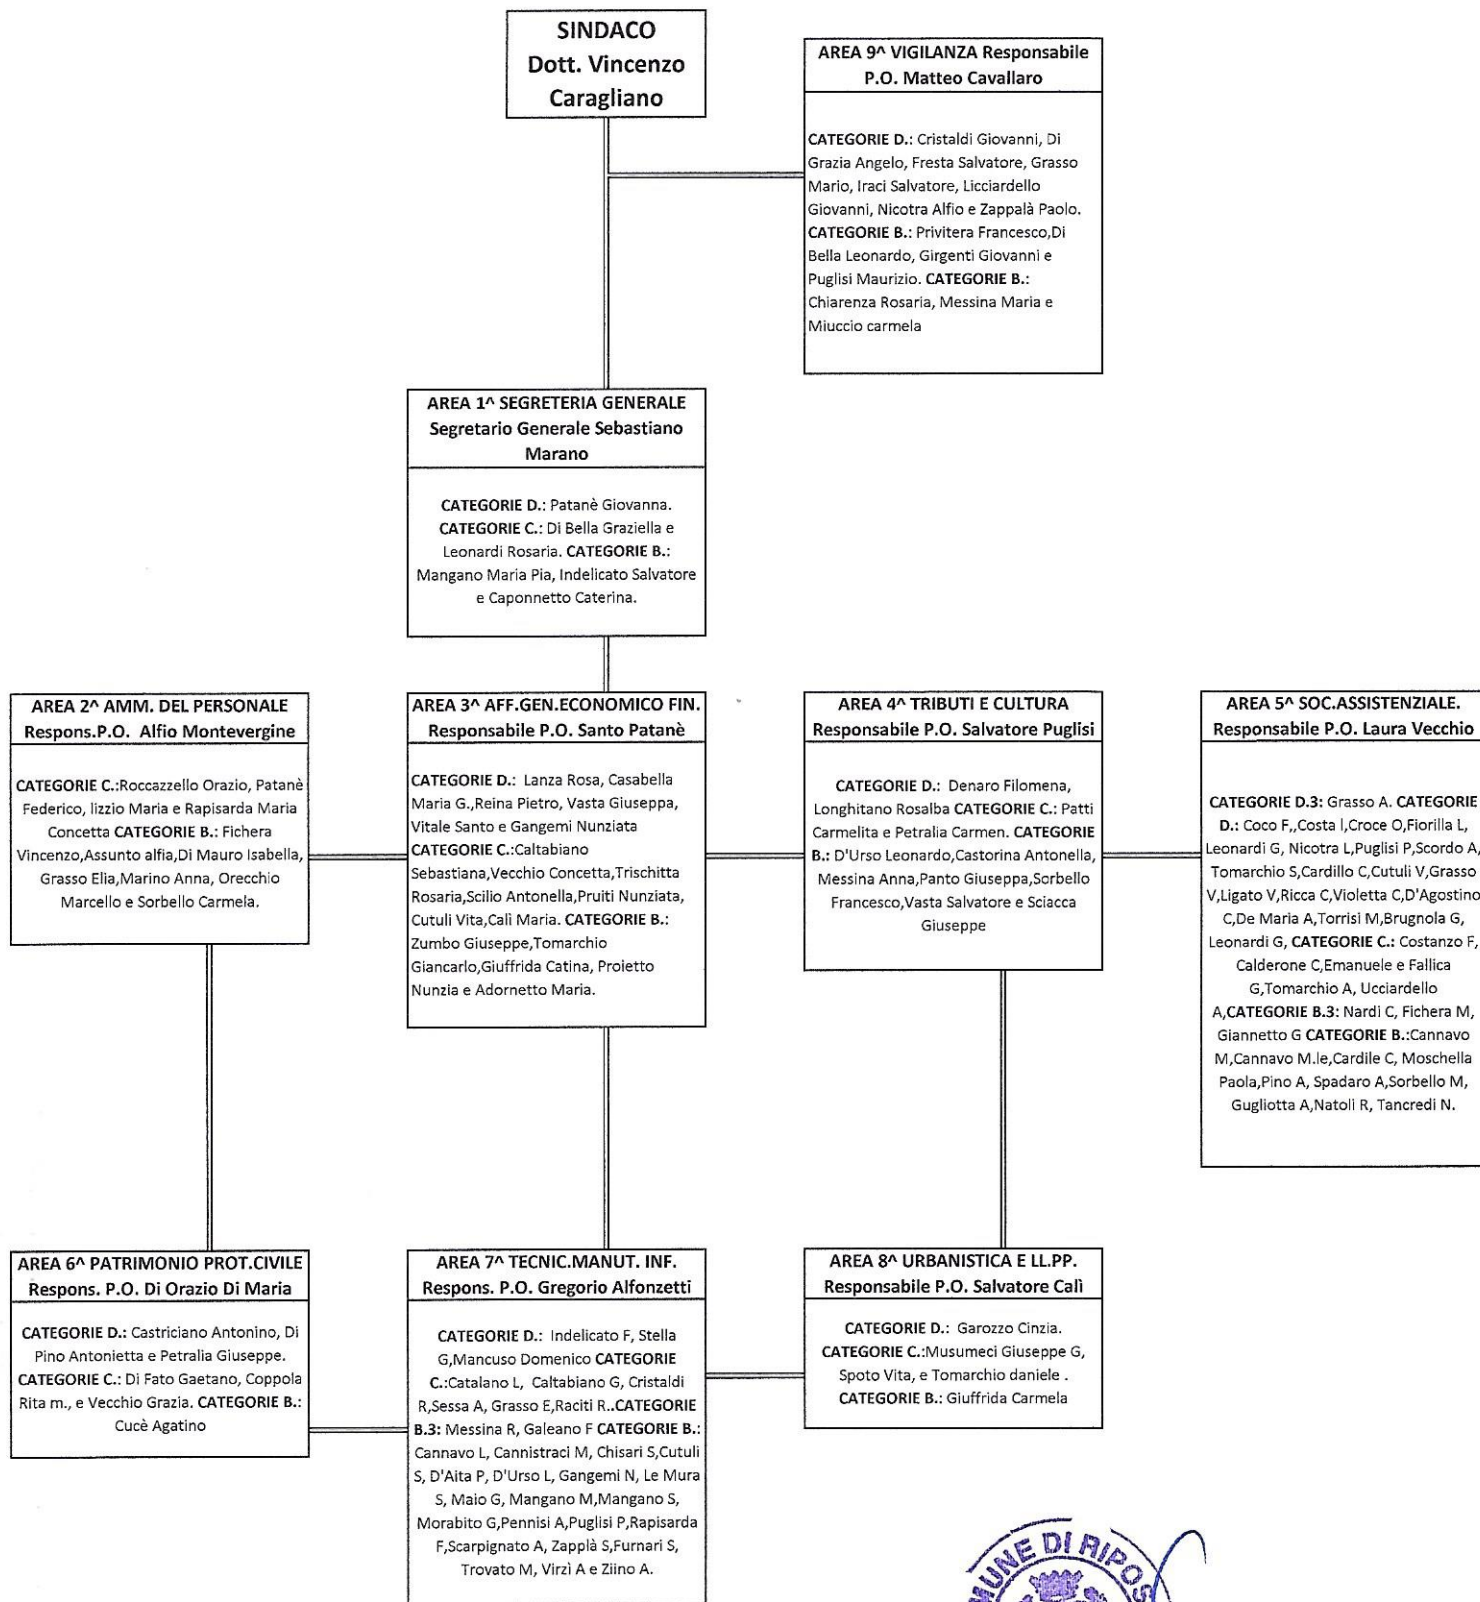 SINDACO
Dott. Vincenzo
Caragliano
AREA 9^ VIGILANZA Responsabile
P.O. Matteo Cavallaro
CATEGORIE D.: Cristaldi Giovanni, Di
Grazia Angelo, Fresta Salvatore, Grasso
Mario, Iraci Salvatore, Licciardello
Giovanni, Nicotra Alfio e Zappalà Paolo.
CATEGORIE B.: Privitera Francesco,Di
Bella Leonardo, Girgenti Giovanni e
Puglisi Maurizio. CATEGORIE B.:
Chiarenza Rosaria, Messina Maria e
Miuccio carmela
AREA 1^ SEGRETERIA GENERALE
Segretario Generale Sebastiano
Marano
CATEGORIE D.: Patanè Giovanna.
CATEGORIE C.: Di Bella Graziella e
Leonardi Rosaria. CATEGORIE B.:
Mangano Maria Pia, Indelicato Salvatore
e Caponnetto Caterina.
AREA 2^ AMM. DEL PERSONALE
Respons.P.O. Alfio Montevergine
CATEGORIE C.:Roccazzello Orazio, Patanè
Federico, Iizzio Maria e Rapisarda Maria
Concetta CATEGORIE B.: Fichera
Vincenzo,Assunto alfia,Di Mauro Isabella,
Grasso Elia,Marino Anna, Orecchio
Marcello e Sorbello Carmela.
AREA 3^ AFF.GEN.ECONOMICO FIN.
Responsabile P.O. Santo Patanè
CATEGORIE D.: Lanza Rosa, Casabella
Maria G.,Reina Pietro, Vasta Giuseppa,
Vitale Santo e Gangemi Nunziata
CATEGORIE C.:Caltabiano
Sebastiana,Vecchio Concetta,Trischitta
Rosaria,Scilio Antonella,Pruiti Nunziata,
Cutuli Vita,Calì Maria. CATEGORIE B.:
Zumbo Giuseppe,Tomarchio
Giancarlo,Giuffrida Catina, Proietto
Nunzia e Adornetto Maria.
AREA 4^ TRIBUTI E CULTURA
Responsabile P.O. Salvatore Puglisi
CATEGORIE D.: Denaro Filomena,
Longhitano Rosalba CATEGORIE C.: Patti
Carmelita e Petralia Carmen. CATEGORIE
B.: D'Urso Leonardo,Castorina Antonella,
Messina Anna,Panto Giuseppa,Sorbello
Francesco,Vasta Salvatore e Sciacca
Giuseppe
AREA 5^ SOC.ASSISTENZIALE.
Responsabile P.O. Laura Vecchio
CATEGORIE D.3: Grasso A. CATEGORIE
D.: Coco F,,Costa I,Croce O,Fiorilla L,
Leonardi G, Nicotra L,Puglisi P,Scordo A,
Tomarchio S,Cardillo C,Cutuli V,Grasso
V,Ligato V,Ricca C,Violetta C,D'Agostino
C,De Maria A,Torrisi M,Brugnola G,
Leonardi G, CATEGORIE C.: Costanzo F,
Calderone C,Emanuele e Fallica
G,Tomarchio A, Ucciardello
A,CATEGORIE B.3: Nardi C, Fichera M,
Giannetto G CATEGORIE B.:Cannavo
M,Cannavo M.le,Cardile C, Moschella
Paola,Pino A, Spadaro A,Sorbello M,
Gugliotta A,Natoli R, Tancredi N.
AREA 6^ PATRIMONIO PROT.CIVILE
Respons. P.O. Di Orazio Di Maria
CATEGORIE D.: Castriciano Antonino, Di
Pino Antonietta e Petralia Giuseppe.
CATEGORIE C.: Di Fato Gaetano, Coppola
Rita m., e Vecchio Grazia. CATEGORIE B.:
Cucè Agatino
AREA 7^ TECNIC.MANUT. INF.
Respons. P.O. Gregorio Alfonzetti
CATEGORIE D.: Indelicato F, Stella
G,Mancuso Domenico CATEGORIE
C.:Catalano L, Caltabiano G, Cristaldi
R,Sessa A, Grasso E,Raciti R..CATEGORIE
B.3: Messina R, Galeano F CATEGORIE B.:
Cannavo L, Cannistraci M, Chisari S,Cutuli
S, D'Aita P, D'Urso L, Gangemi N, Le Mura
S, Maio G, Mangano M,Mangano S,
Morabito G,Pennisi A,Puglisi P,Rapisarda
F,Scarpignato A, Zapplà S,Furnari S,
Trovato M, Virzì A e Ziino A.
AREA 8^ URBANISTICA E LL.PP.
Responsabile P.O. Salvatore Calì
CATEGORIE D.: Garozzo Cinzia.
CATEGORIE C.:Musumeci Giuseppe G,
Spoto Vita, e Tomarchio daniele .
CATEGORIE B.: Giuffrida Carmela
MUNE DI RIPOS